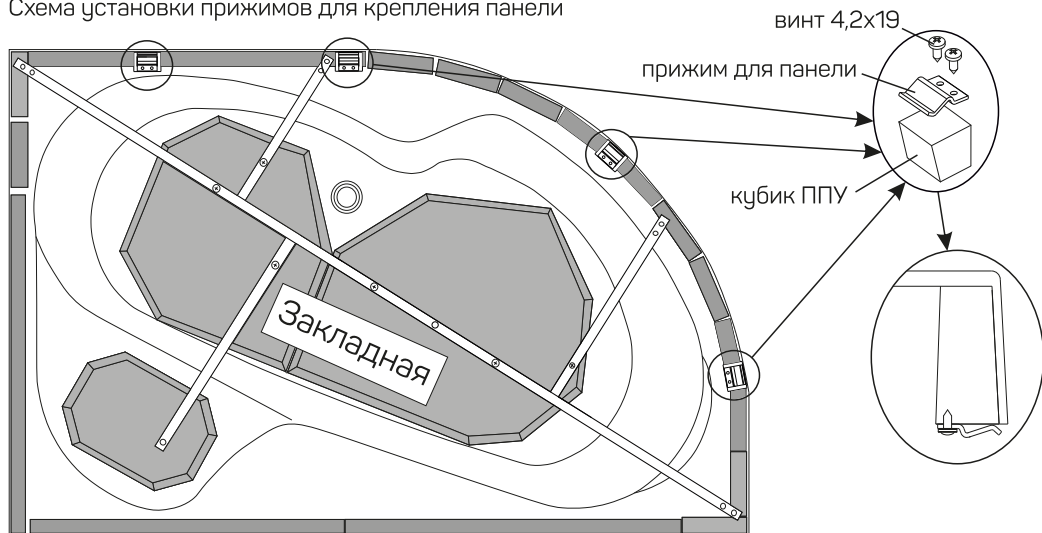 Схема установки прижимов для крепления панели
винт 4,2х19
прижим для панели
кубик ППУ
Закладная